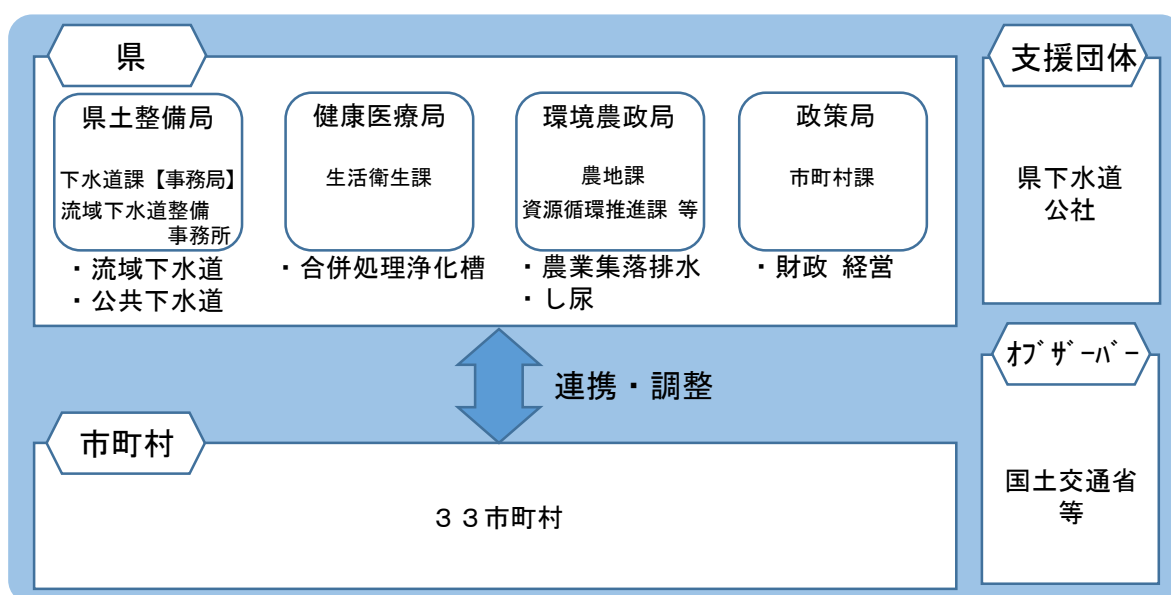 県
県土整備局
下水道課【事務局】
流域下水道整備
事務所
・流域下水道
・公共下水道
健康医療局
生活衛生課
・合併処理浄化槽
環境農政局
農地課
資源循環推進課 等
・農業集落排水
・し尿
政策局
市町村課
・財政 経営
連携・調整
市町村
３３市町村
支援団体
県下水道
公社
ｵﾌﾞｻﾞｰﾊﾞｰ
国土交通省
等